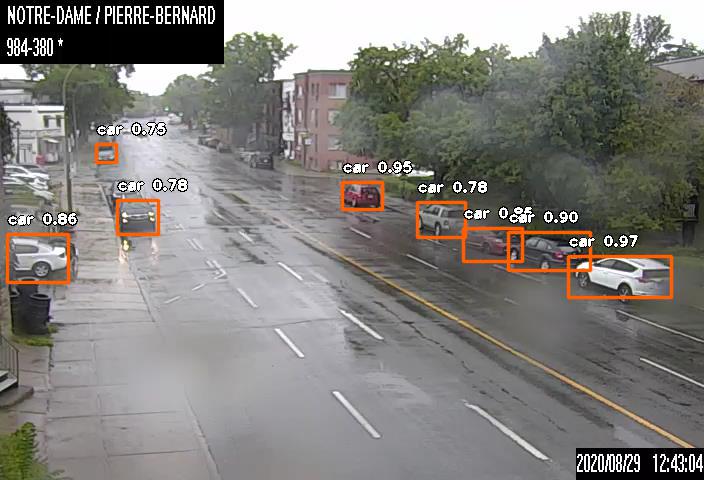 NOTRE-DAME / PIERRE-BERNARD
984-380 *
car 0.75
car 0.95
car 0.78
car 0.78
car 0.86
car 0.90
car 0.97
2020/08/29 12:43:04